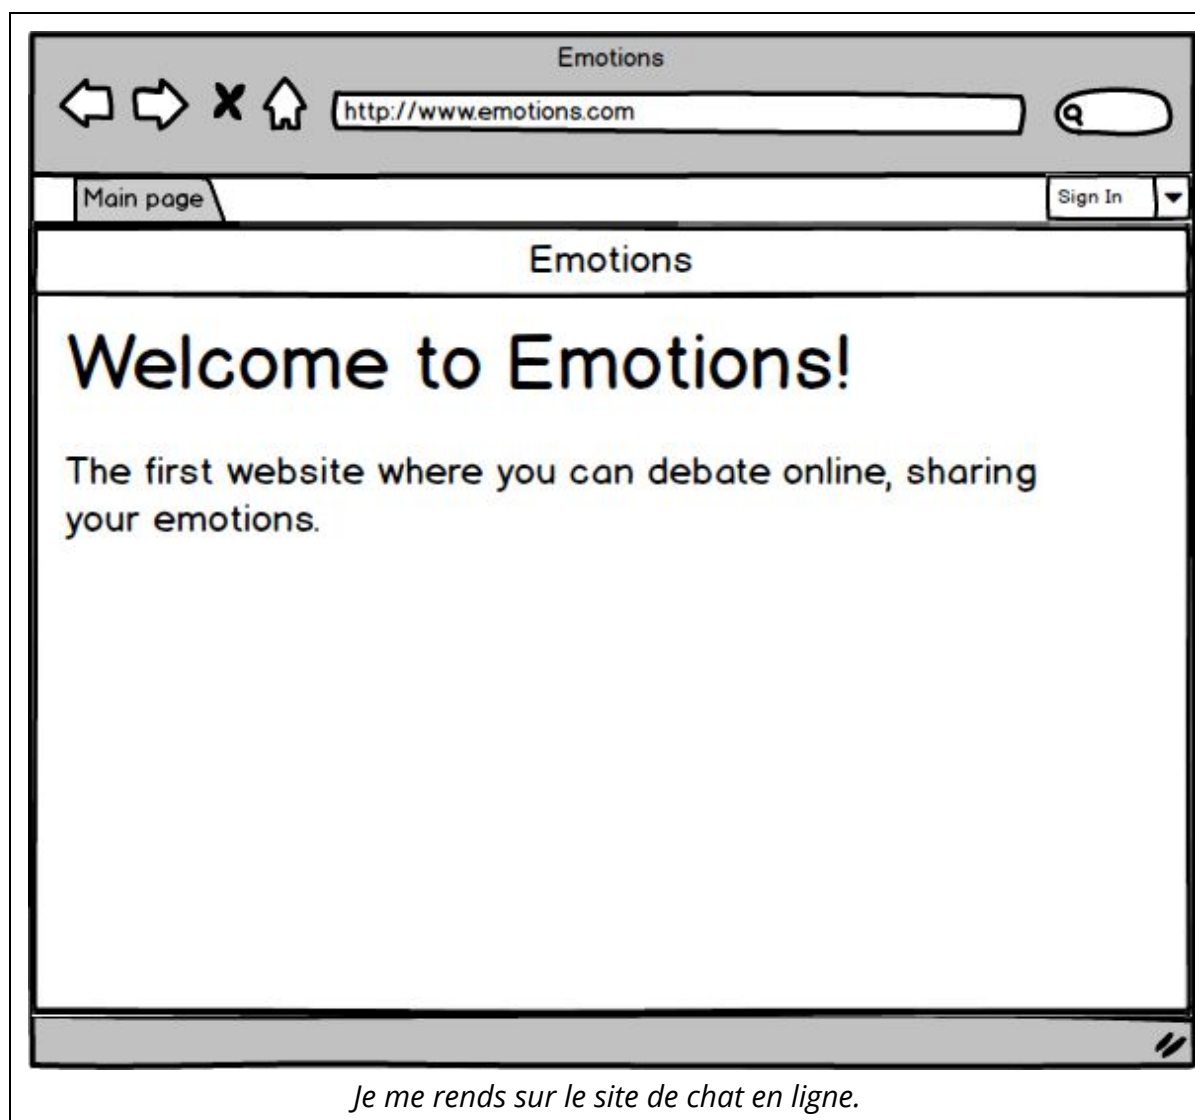 Emotions
http://www.emotions.com
Main page
Sign In
Emotions
Welcome to Emotions!
The first website where you can debate online, sharing
your emotions.
Je me rends sur le site de chat en ligne.